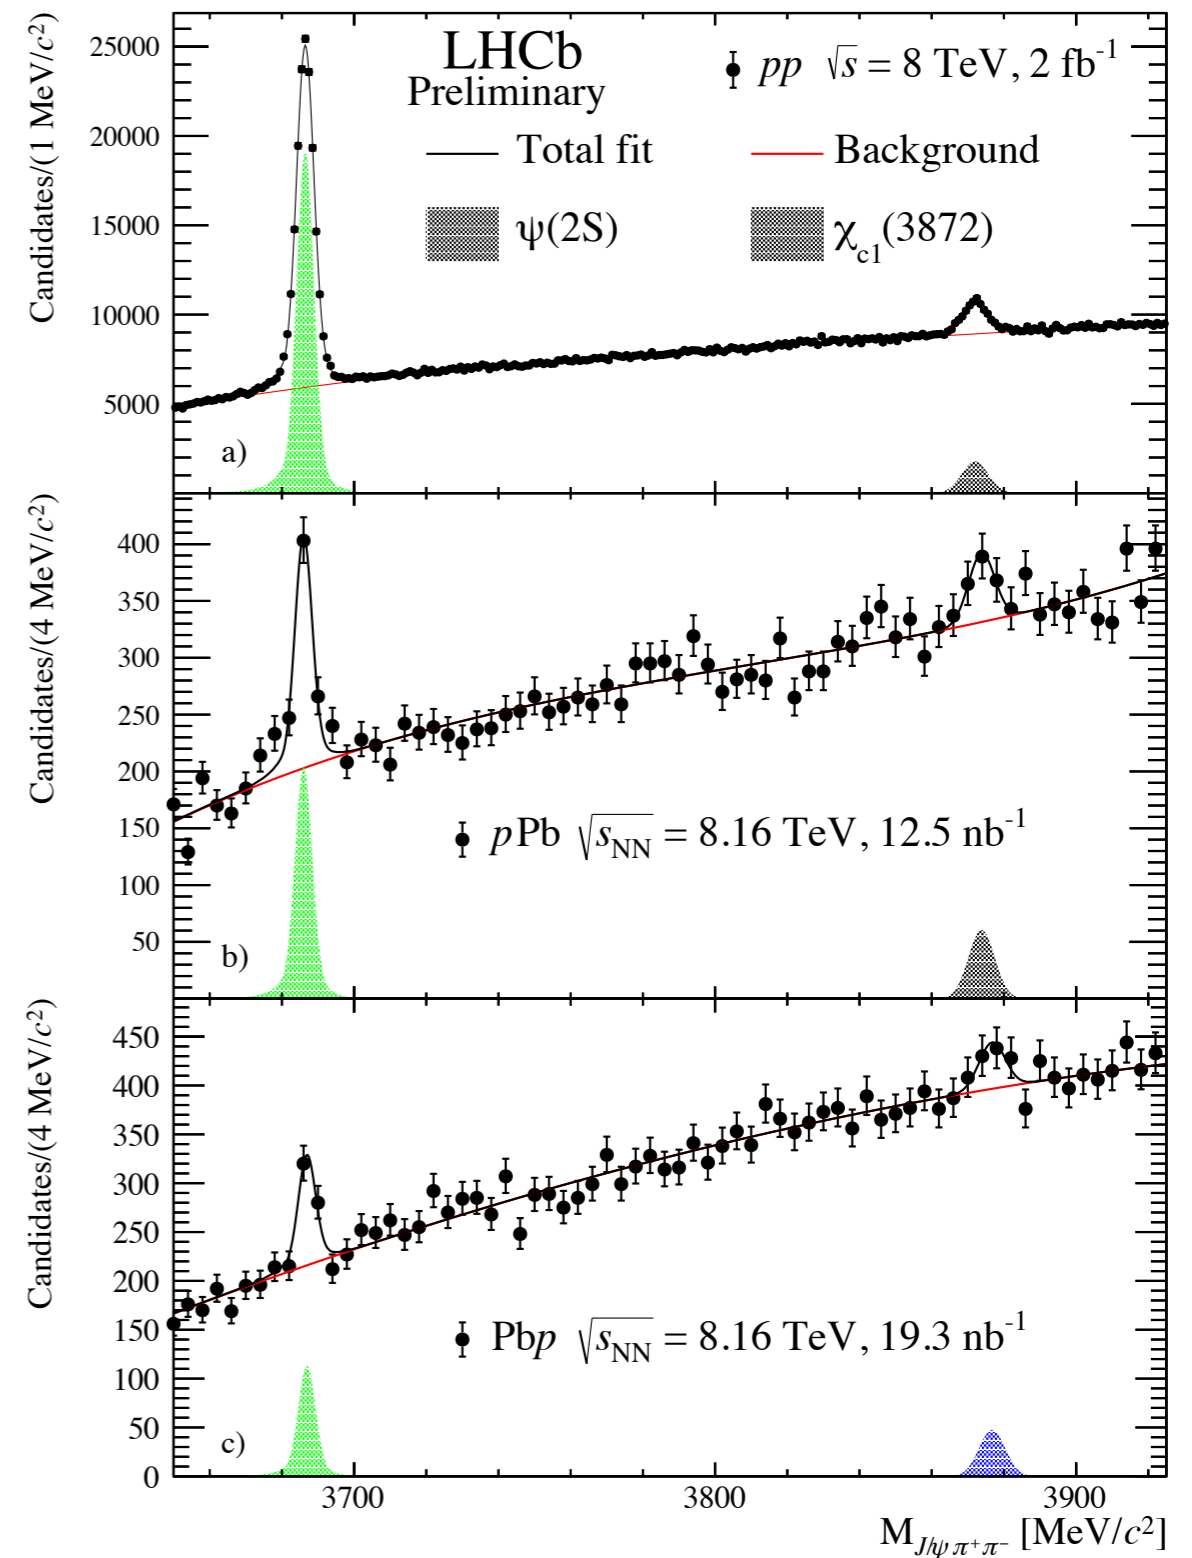 Candidates/(1 MeV/c²)
25000
20000
15000
10000
5000
LHCb
Preliminary
pp √s = 8 TeV, 2 fb⁻¹
Total fit
Background
ψ(2S)
χc1(3872)
a)
Candidates/(4 MeV/c²)
400
350
300
250
200
150
100
50
pPb √sNN = 8.16 TeV, 12.5 nb⁻¹
b)
Candidates/(4 MeV/c²)
450
400
350
300
250
200
150
100
50
0
Pbp √sNN = 8.16 TeV, 19.3 nb⁻¹
c)
3700 3800 3900
M J/ψ π⁺π⁻ [MeV/c²]